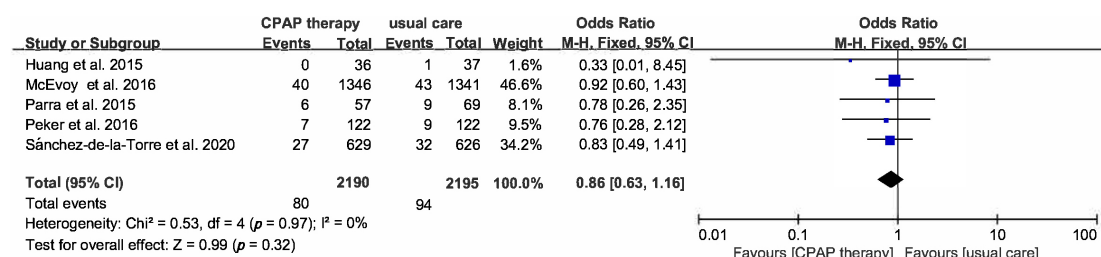 CPAP therapy usual care Odds Ratio Odds Ratio
Study or Subgroup Events Total Events Total Weight M-H, Fixed, 95% CI M-H, Fixed, 95% CI
Huang et al. 2015 0 36 1 37 1.6% 0.33 [0.01, 8.45]
McEvoy et al. 2016 40 1346 43 1341 46.6% 0.92 [0.60, 1.43]
Parra et al. 2015 6 57 9 69 8.1% 0.78 [0.26, 2.35]
Peker et al. 2016 7 122 9 122 9.5% 0.76 [0.28, 2.12]
Sánchez-de-la-Torre et al. 2020 27 629 32 626 34.2% 0.83 [0.49, 1.41]
Total (95% CI) 2190 2195 100.0% 0.86 [0.63, 1.16]
Total events 80 94
Heterogeneity: Chi² = 0.53, df = 4 (p = 0.97); I² = 0%
Test for overall effect: Z = 0.99 (p = 0.32)
0.01 0.1 1 10 100
Favours [CPAP therapy] Favours [usual care]